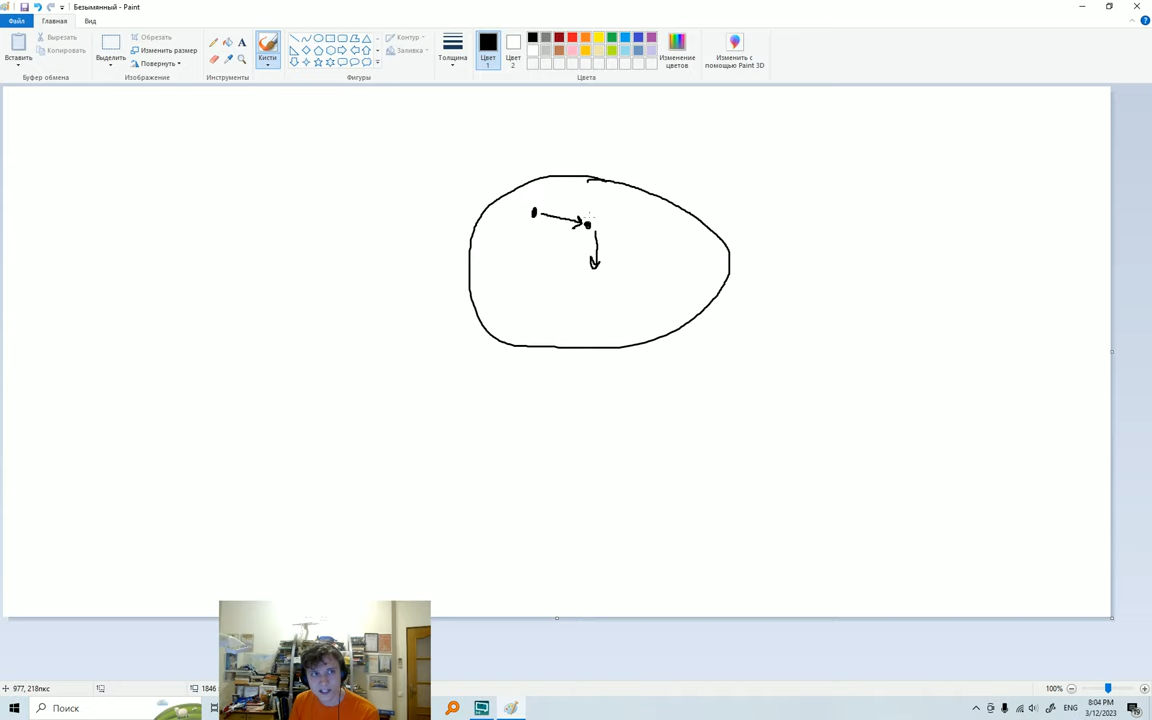 Безымянный - Paint
Файл Главная Вид
Вставить
Вырезать
Копировать
Буфер обмена
Выделить
Обрезать
Изменить размер
Повернуть
Изображение
A
Инструменты
Кисти
Контур
Заливка
Фигуры
Толщина
Цвет 1
Цвет 2
Цвета
Изменение цветов
Изменить с помощью Paint 3D
977, 218пкс
1846
100%
Поиск
ENG
8:04 PM
3/12/2023